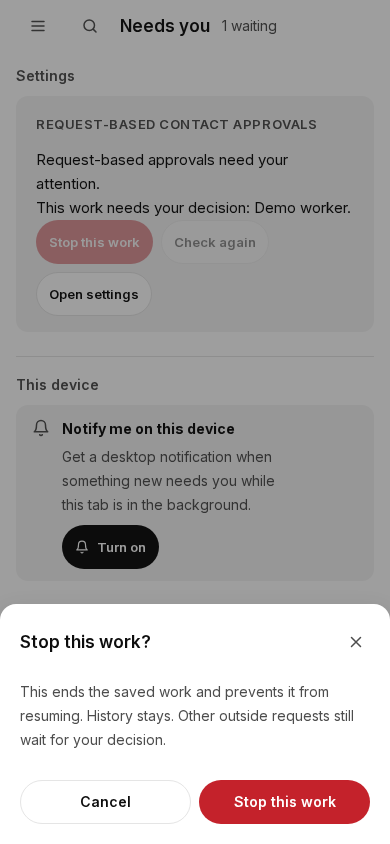 Needs you 1 waiting
Settings
REQUEST-BASED CONTACT APPROVALS
Request-based approvals need your
attention.
This work needs your decision: Demo worker.
Stop this work Check again
Open settings
This device
Notify me on this device
Get a desktop notification when
something new needs you while
this tab is in the background.
Turn on
Stop this work?
This ends the saved work and prevents it from
resuming. History stays. Other outside requests still
wait for your decision.
Cancel Stop this work